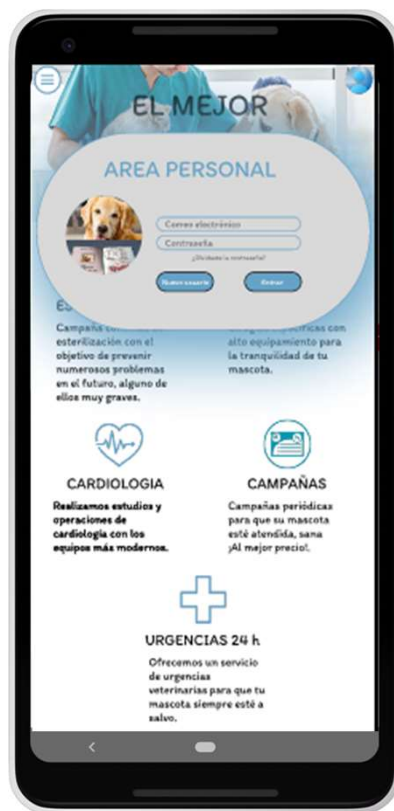 EL MEJOR
AREA PERSONAL
Correo electrónico
Contraseña
¿Olvidaste la contraseña?
Nuevo usuario
Entrar
Campaña
esterilización con el
objetivo de prevenir
numerosos problemas
en el futuro, alguno de
ellos muy graves.
con
alto equipamiento para
la tranquilidad de tu
mascota.
CARDIOLOGIA
Realizamos estudios y
operaciones de
cardiología con los
equipos más modernos.
CAMPAÑAS
Campañas periódicas
para que su mascota
esté atendida, sana
¡Al mejor precio!.
URGENCIAS 24 h
Ofrecemos un servicio
de urgencias
veterinarias para que tu
mascota siempre esté a
salvo.